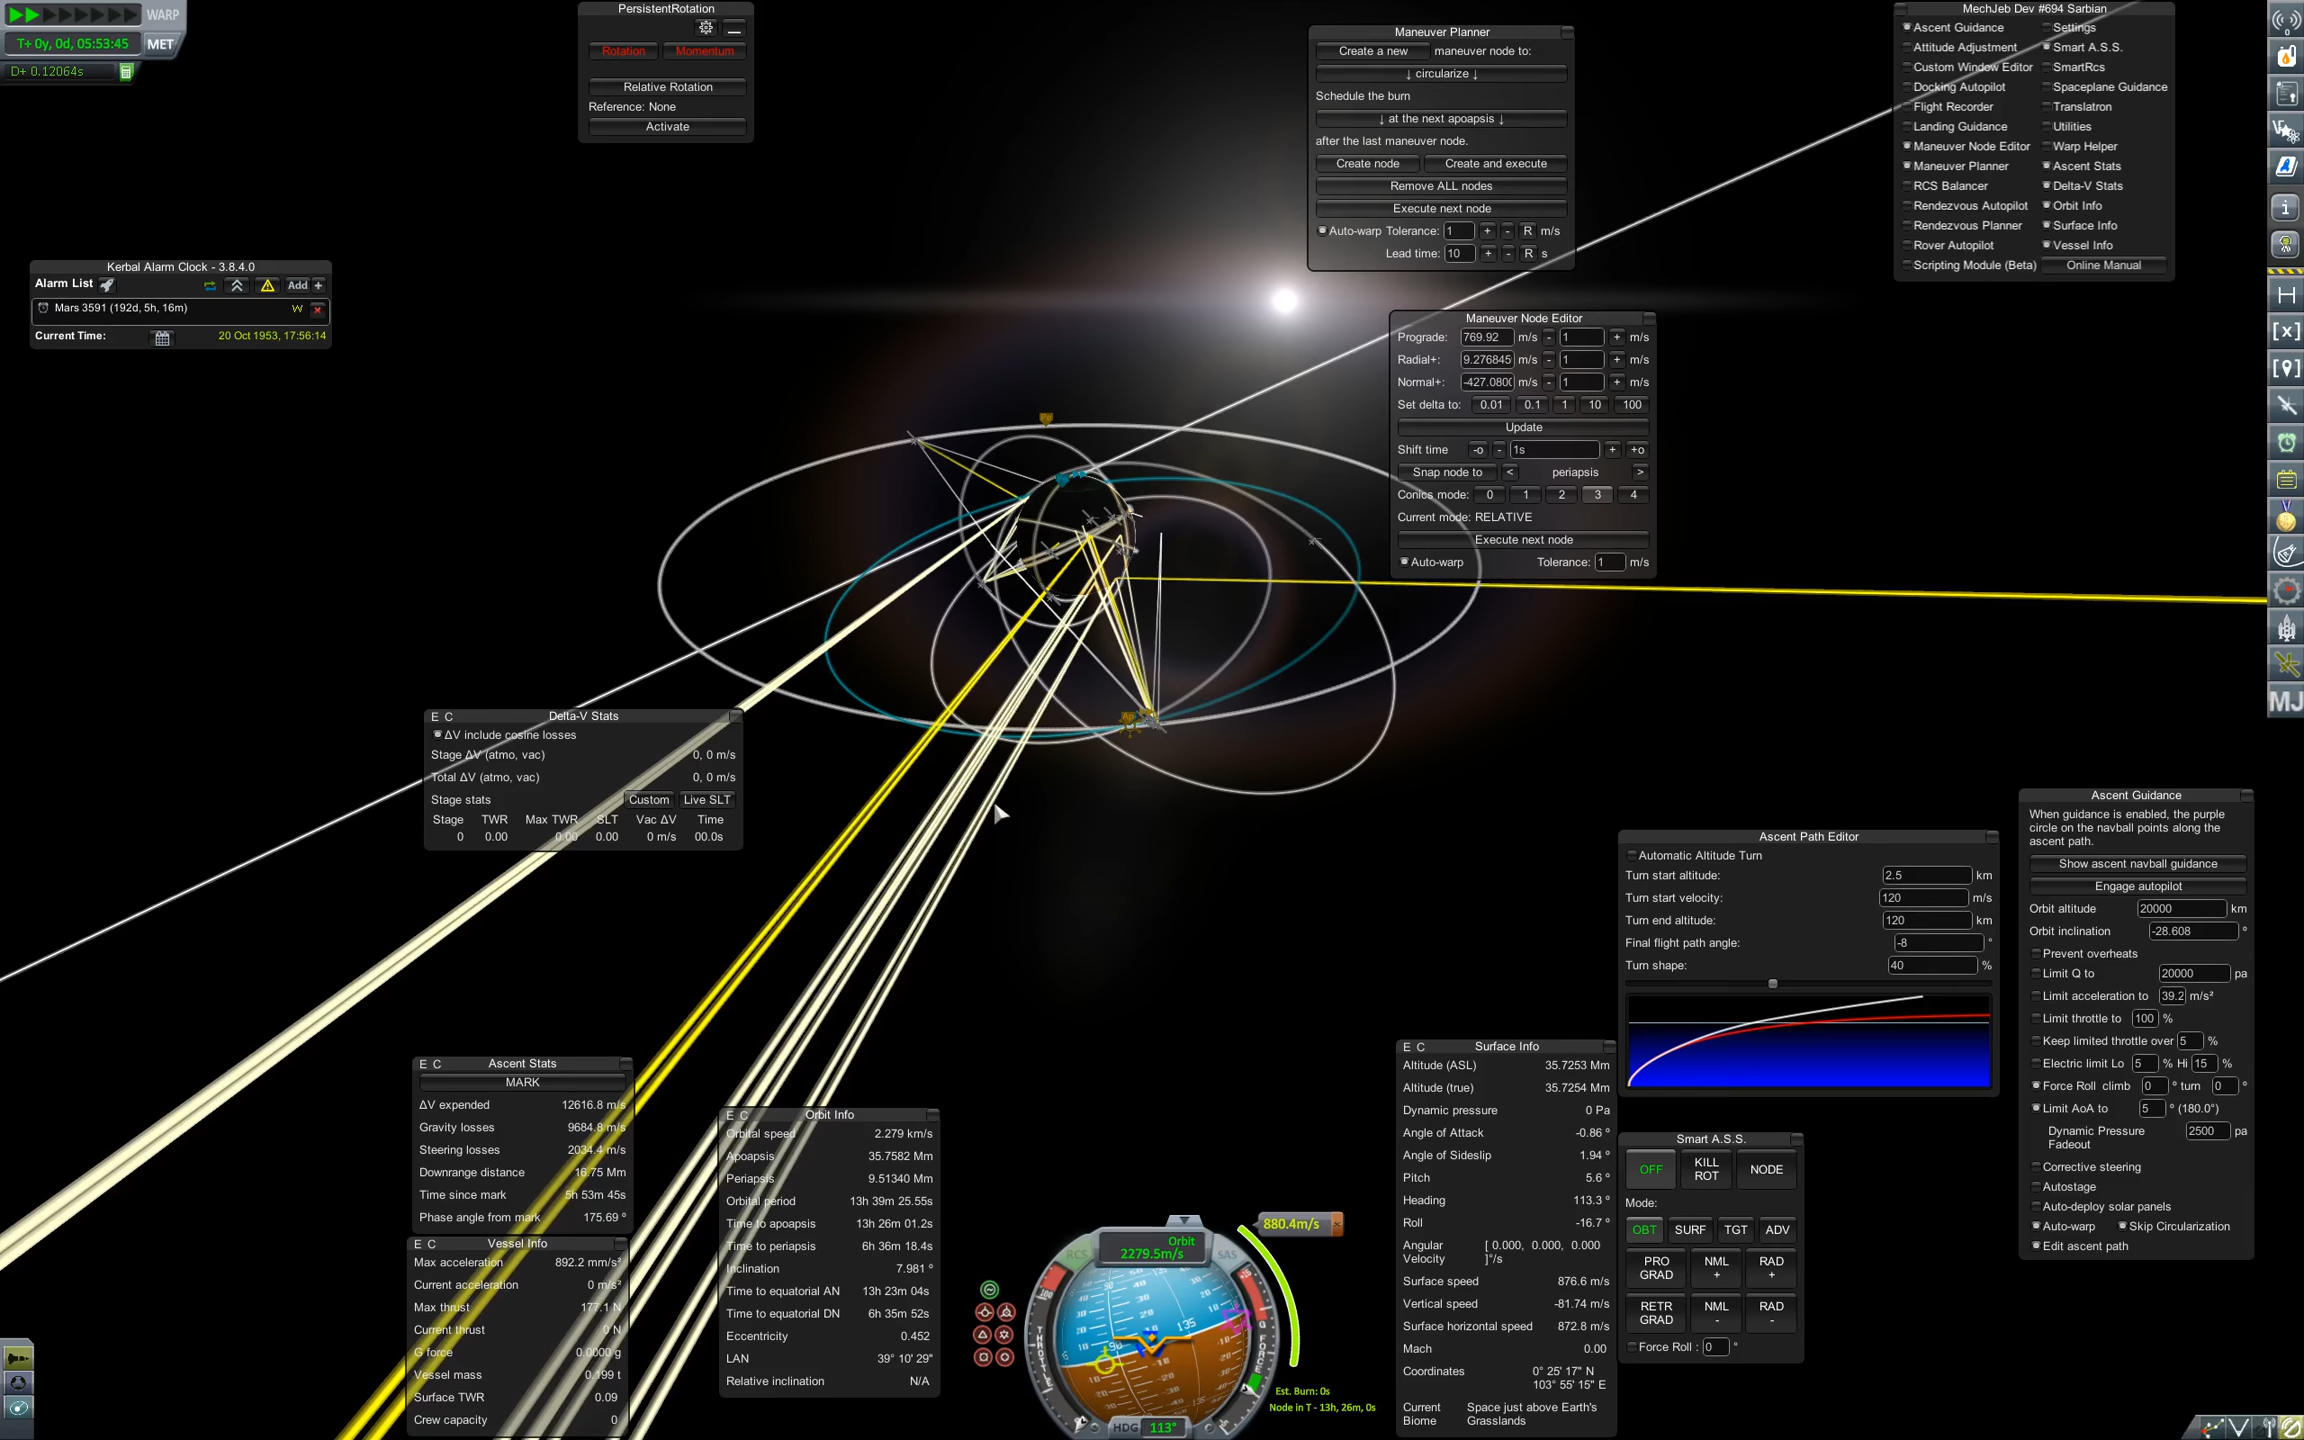 WARP
T+ 0y, 0d, 05:53:45 MET
D+ 0.12064s
PersistentRotation
Rotation Momentum
Relative Rotation
Reference: None
Activate
Kerbal Alarm Clock - 3.8.4.0
Alarm List Add +
Mars 3591 (192d, 5h, 16m)
Current Time: 20 Oct 1953, 17:56:14
Maneuver Planner
Create a new maneuver node to:
↓ circularize ↓
Schedule the burn
↓ at the next apoapsis ↓
after the last maneuver node.
Create node Create and execute
Remove ALL nodes
Execute next node
Auto-warp Tolerance: 1 + - R m/s
Lead time: 10 + - R s
MechJeb Dev #694 Sarbian
Ascent Guidance Settings
Attitude Adjustment Smart A.S.S.
Custom Window Editor SmartRcs
Docking Autopilot Spaceplane Guidance
Flight Recorder Translatron
Landing Guidance Utilities
Maneuver Node Editor Warp Helper
Maneuver Planner Ascent Stats
RCS Balancer Delta-V Stats
Rendezvous Autopilot Orbit Info
Rendezvous Planner Surface Info
Rover Autopilot Vessel Info
Scripting Module (Beta) Online Manual
Maneuver Node Editor
Prograde: 769.92 m/s - 1 + m/s
Radial+: 9.276845 m/s - 1 + m/s
Normal+: -427.080( m/s - 1 + m/s
Set delta to: 0.01 0.1 1 10 100
Update
Shift time -o - 1s + +o
Snap node to < periapsis >
Conics mode: 0 1 2 3 4
Current mode: RELATIVE
Execute next node
Auto-warp Tolerance: 1 m/s
MJ
Ap
E C Delta-V Stats
ΔV include cosine losses
Stage ΔV (atmo, vac) 0, 0 m/s
Total ΔV (atmo, vac) 0, 0 m/s
Stage stats Custom Live SLT
Stage TWR Max TWR SLT Vac ΔV Time
0 0.00 0.00 0.00 0 m/s 00.0s
E C Ascent Stats
MARK
ΔV expended 12616.8 m/s
Gravity losses 9684.8 m/s
Steering losses 2034.4 m/s
Downrange distance 16.75 Mm
Time since mark 5h 53m 45s
Phase angle from mark 175.69 º
E C Vessel Info
Max acceleration 892.2 mm/s²
Current acceleration 0 m/s²
Max thrust 177.1 N
Current thrust 0 N
G force 0.0000 g
Vessel mass 0.199 t
Surface TWR 0.09
Crew capacity 0
E C Orbit Info
Orbital speed 2.279 km/s
Apoapsis 35.7582 Mm
Periapsis 9.51340 Mm
Orbital period 13h 39m 25.55s
Time to apoapsis 13h 26m 01.2s
Time to periapsis 6h 36m 18.4s
Inclination 7.981 º
Time to equatorial AN 13h 23m 04s
Time to equatorial DN 6h 35m 52s
Eccentricity 0.452
LAN 39° 10' 29"
Relative inclination N/A
RCS Orbit SAS
2279.5m/s
880.4m/s
THROTTLE
G FORCE
135
HDG 113°
Est. Burn: 0s
Node in T - 13h, 26m, 0s
E C Surface Info
Altitude (ASL) 35.7253 Mm
Altitude (true) 35.7254 Mm
Dynamic pressure 0 Pa
Angle of Attack -0.86 º
Angle of Sideslip 1.94 º
Pitch 5.6 º
Heading 113.3 º
Roll -16.7 º
Angular Velocity [ 0.000, 0.000, 0.000 ]°/s
Surface speed 876.6 m/s
Vertical speed -81.74 m/s
Surface horizontal speed 872.8 m/s
Mach 0.00
Coordinates 0° 25' 17" N
103° 55' 15" E
Current Biome Space just above Earth's Grasslands
Ascent Path Editor
Automatic Altitude Turn
Turn start altitude: 2.5 km
Turn start velocity: 120 m/s
Turn end altitude: 120 km
Final flight path angle: -8 °
Turn shape: 40 %
Smart A.S.S.
OFF KILL ROT NODE
Mode:
OBT SURF TGT ADV
PRO GRAD NML + RAD +
RETR GRAD NML - RAD -
Force Roll : 0 °
Ascent Guidance
When guidance is enabled, the purple
circle on the navball points along the
ascent path.
Show ascent navball guidance
Engage autopilot
Orbit altitude 20000 km
Orbit inclination -28.608 º
Prevent overheats
Limit Q to 20000 pa
Limit acceleration to 39.2 m/s²
Limit throttle to 100 %
Keep limited throttle over 5 %
Electric limit Lo 5 % Hi 15 %
Force Roll climb 0 º turn 0 º
Limit AoA to 5 º (180.0°)
Dynamic Pressure Fadeout 2500 pa
Corrective steering
Autostage
Auto-deploy solar panels
Auto-warp Skip Circularization
Edit ascent path